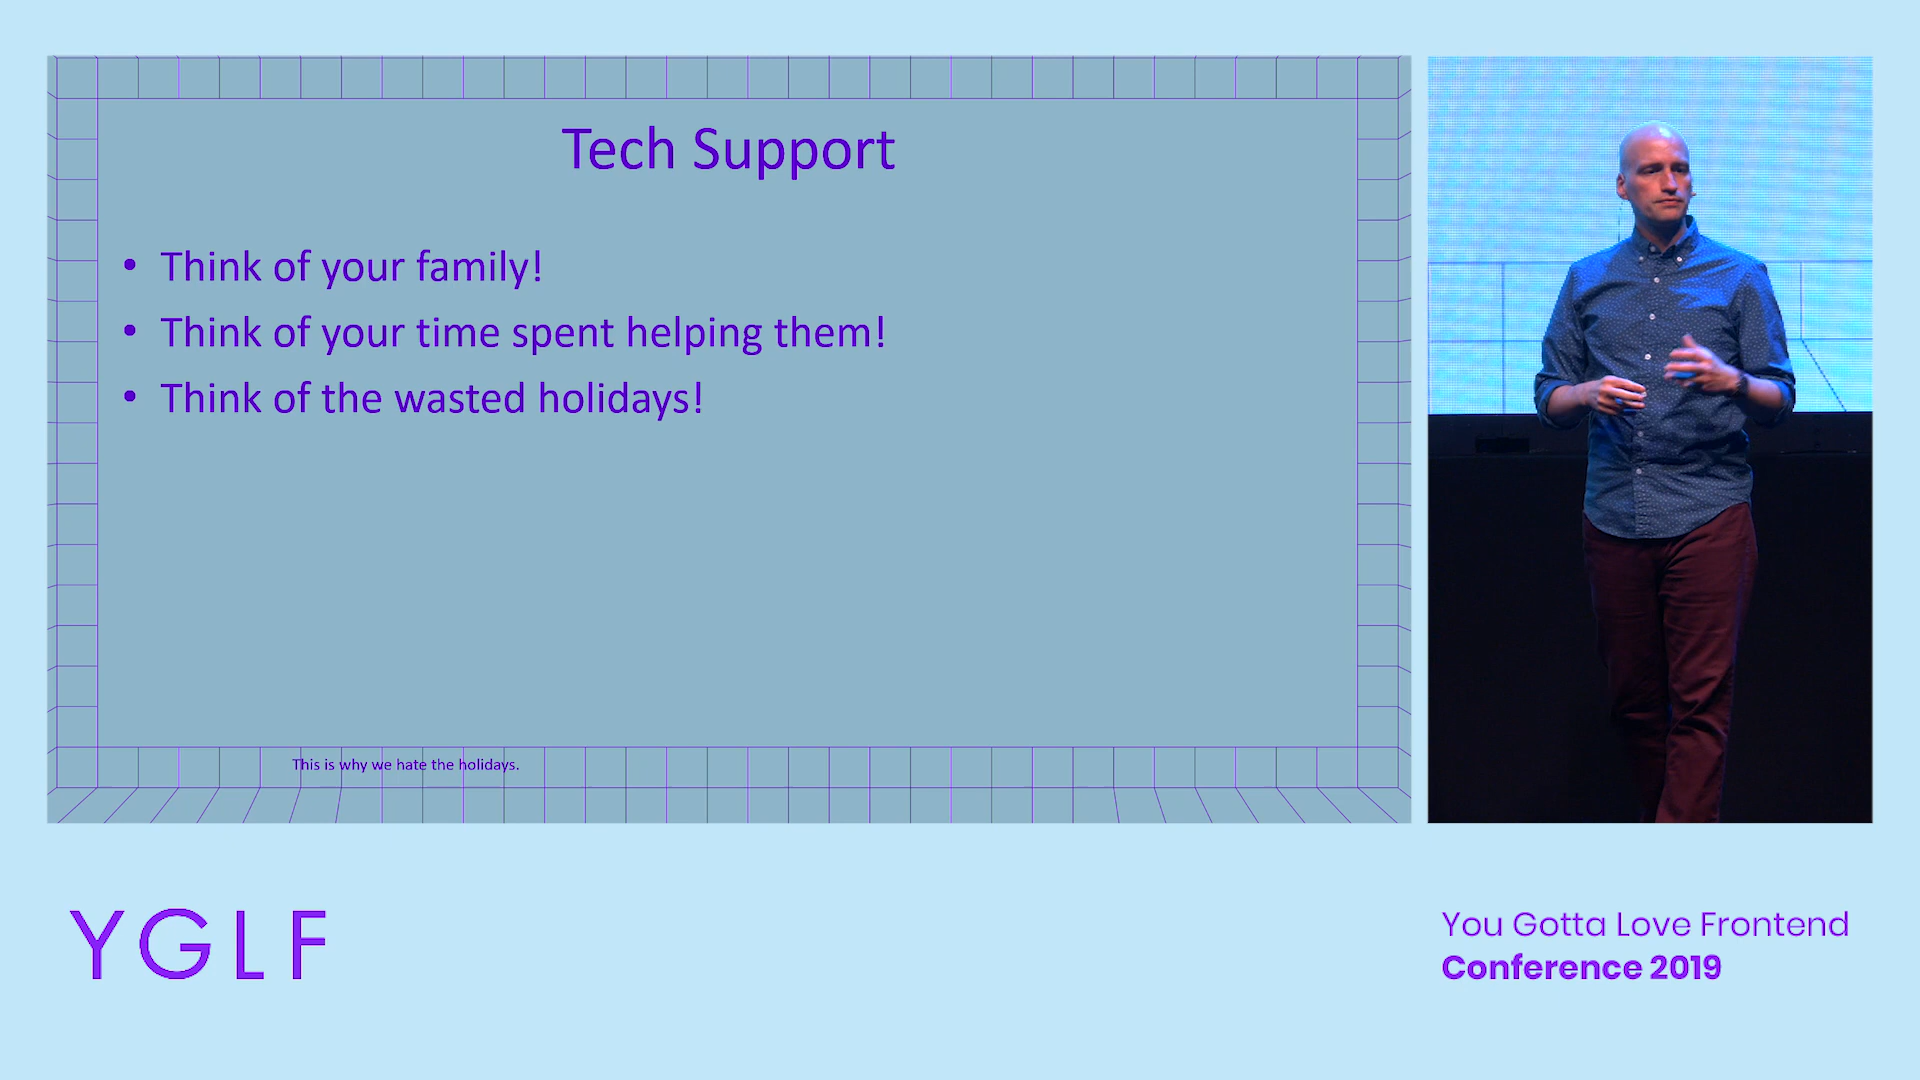 Tech Support
• Think of your family!
• Think of your time spent helping them!
• Think of the wasted holidays!
This is why we hate the holidays.
YGLF
You Gotta Love Frontend
Conference 2019